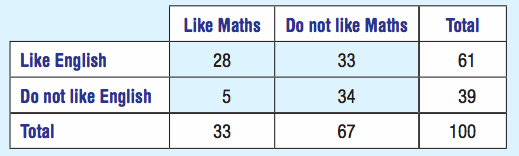 Like Maths Do not like Maths Total
Like English 28 33 61
Do not like English 5 34 39
Total 33 67 100